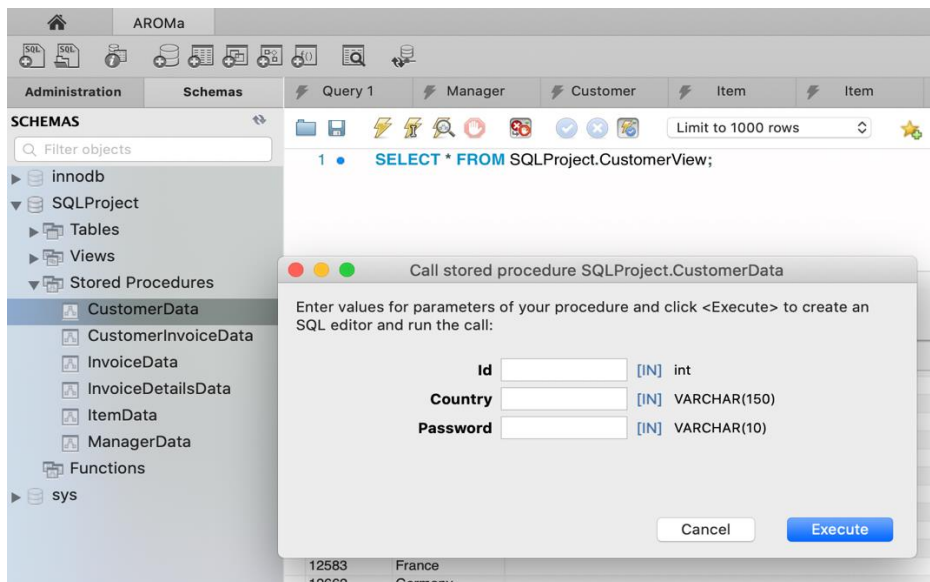 AROMa
SQL
SQL
f()
Administration
Schemas
Query 1
Manager
Customer
Item
Item
SCHEMAS
Filter objects
Limit to 1000 rows
1 SELECT * FROM SQLProject.CustomerView;
innodb
SQLProject
Tables
Views
Stored Procedures
CustomerData
CustomerInvoiceData
InvoiceData
InvoiceDetailsData
ItemData
ManagerData
Functions
sys
Call stored procedure SQLProject.CustomerData
Enter values for parameters of your procedure and click <Execute> to create an
SQL editor and run the call:
Id [IN] int
Country [IN] VARCHAR(150)
Password [IN] VARCHAR(10)
Cancel
Execute
12583 France